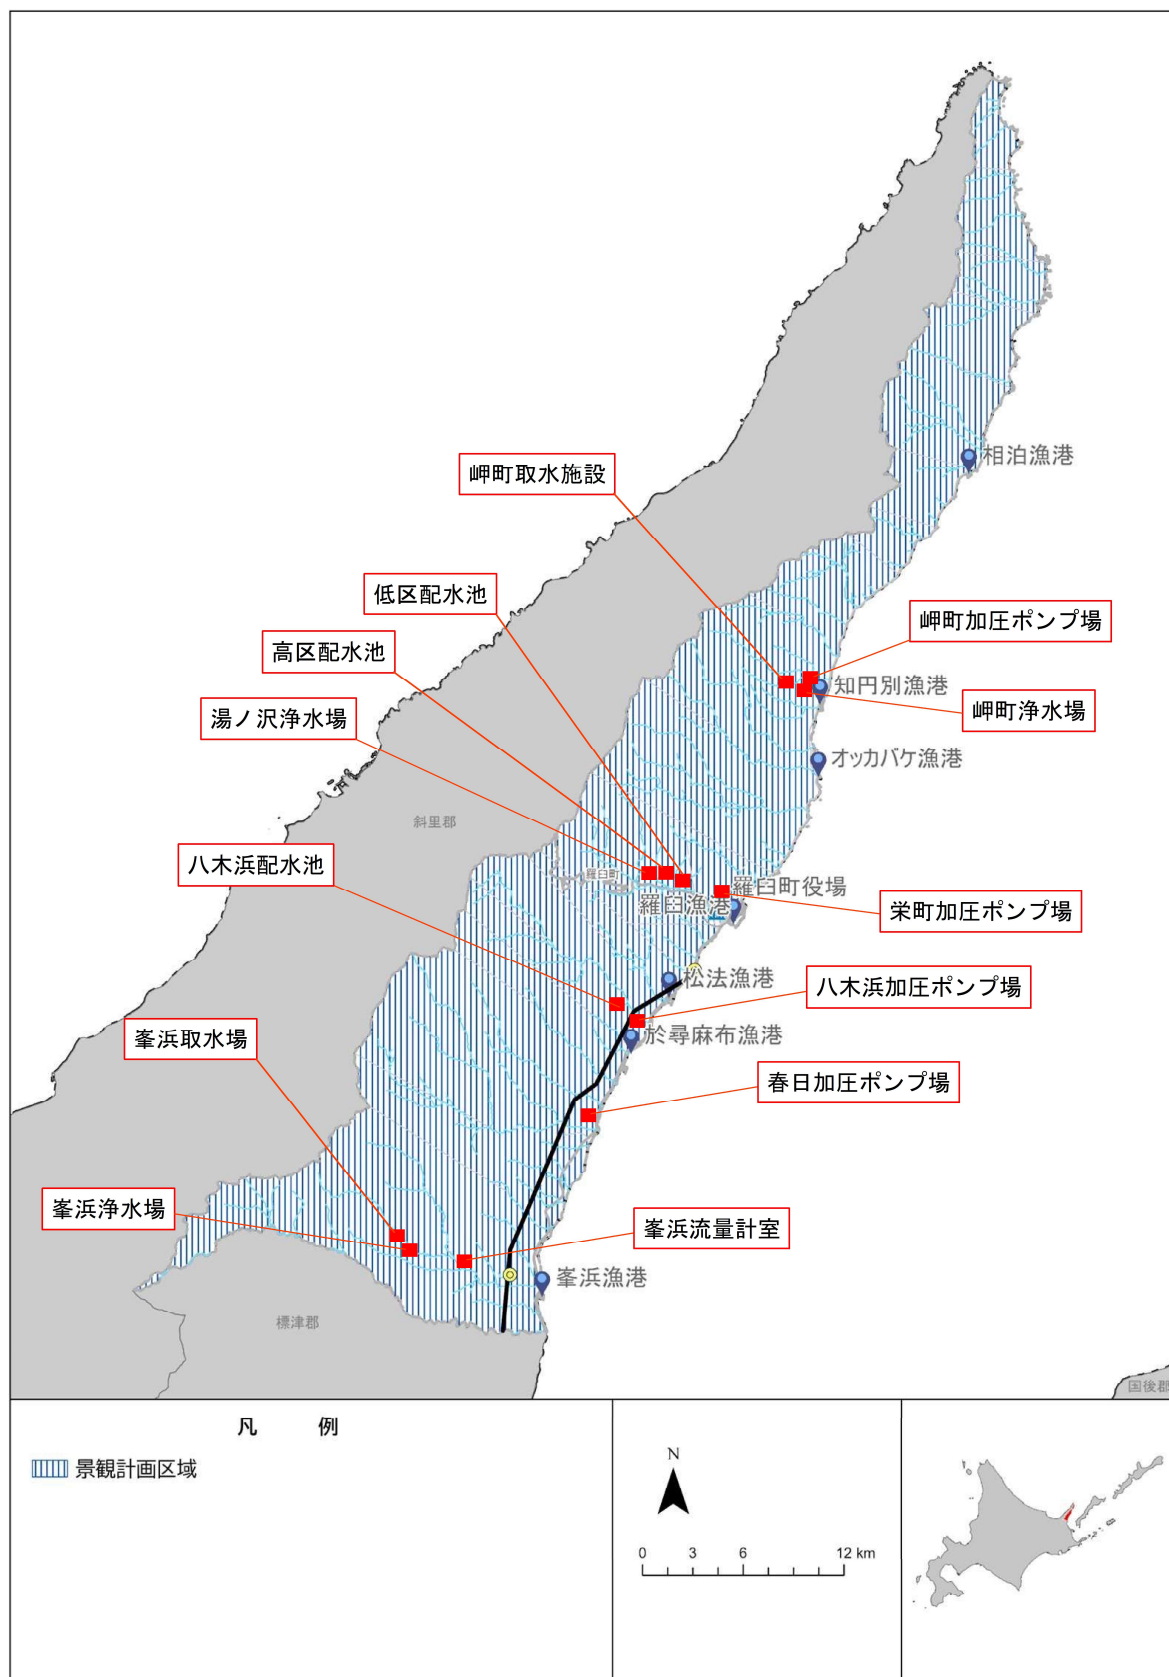 相泊漁港
岬町取水施設
低区配水池
岬町加圧ポンプ場
高区配水池
知円別漁港
湯ノ沢浄水場
岬町浄水場
オッカバケ漁港
斜里郡
八木浜配水池
羅臼町
羅臼町役場
羅臼漁港
栄町加圧ポンプ場
松法漁港
八木浜加圧ポンプ場
峯浜取水場
於尋麻布漁港
春日加圧ポンプ場
峯浜浄水場
峯浜流量計室
峯浜漁港
標津郡
国後郡
凡 例
景観計画区域
N
0 3 6 12 km